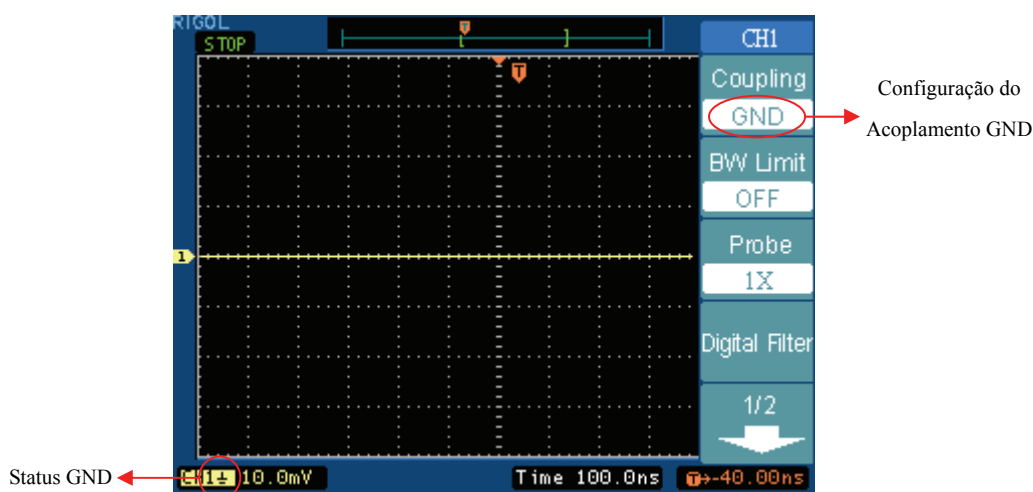 RIGOL
STOP
T
T
CH1
Coupling
GND
BW Limit
OFF
Probe
1X
Digital Filter
1/2
1
Configuração do
Acoplamento GND
Status GND
CH1 10.0mV
Time 100.0ns
T→-40.00ns